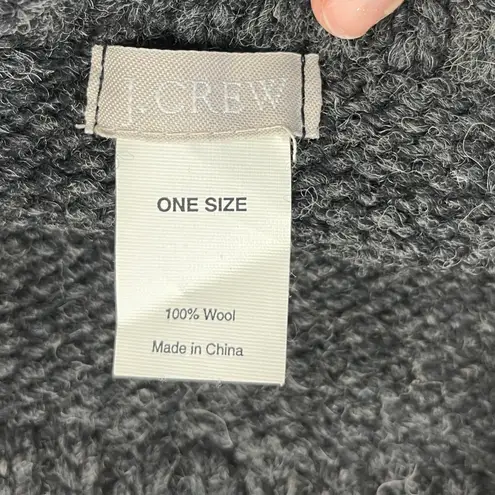 J.CREW
ONE SIZE
100% Wool
Made in China